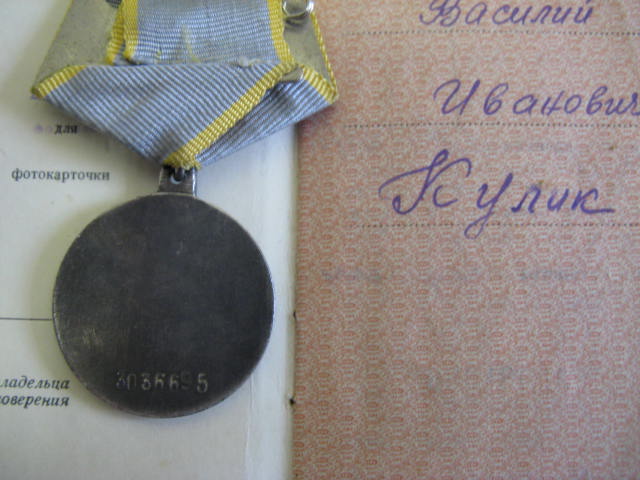 для
фотокарточки
ладельца
оверения
3036695
Василий
Иванович
Кулик